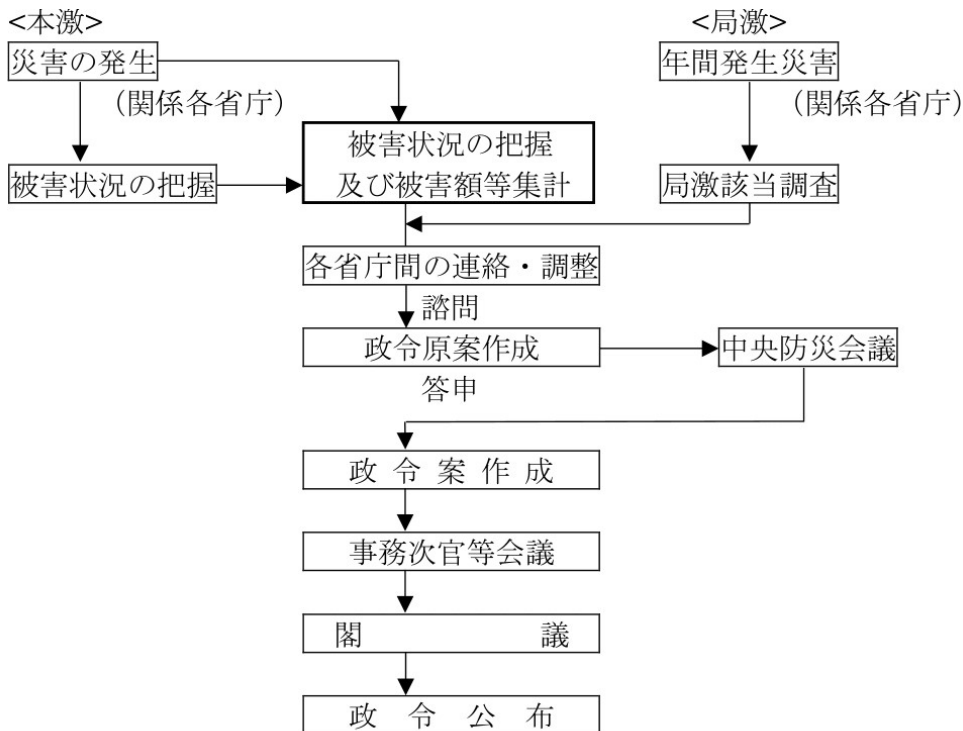 <本激>
<局激>
災害の発生
年間発生災害
(関係各省庁)
(関係各省庁)
被害状況の把握
及び被害額等集計
被害状況の把握
局激該当調査
各省庁間の連絡・調整
諮問
政令原案作成
中央防災会議
答申
政 令 案 作 成
事務次官等会議
閣 議
政 令 公 布